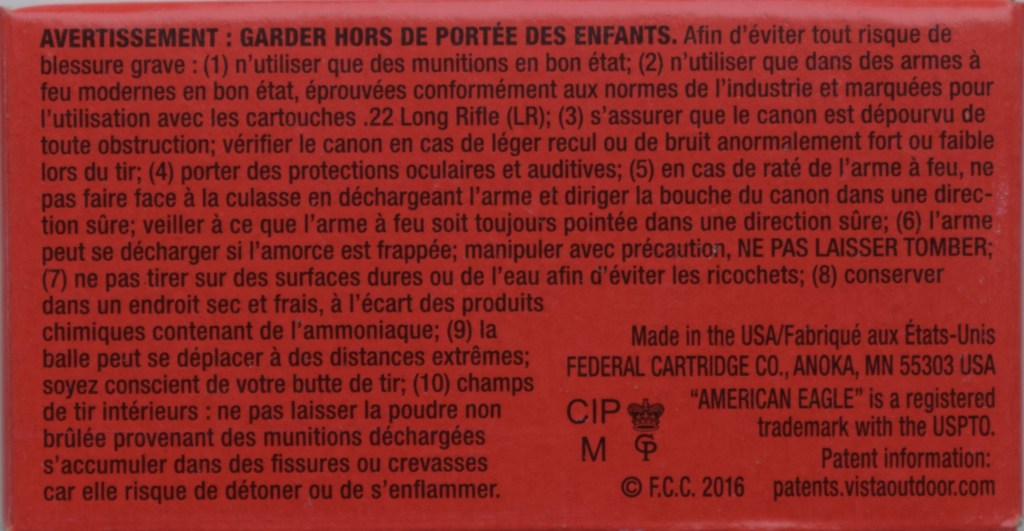 AVERTISSEMENT : GARDER HORS DE PORTÉE DES ENFANTS. Afin d'éviter tout risque de
blessure grave : (1) n'utiliser que des munitions en bon état; (2) n'utiliser que dans des armes à
feu modernes en bon état, éprouvées conformément aux normes de l'industrie et marquées pour
l'utilisation avec les cartouches .22 Long Rifle (LR); (3) s'assurer que le canon est dépourvu de
toute obstruction; vérifier le canon en cas de léger recul ou de bruit anormalement fort ou faible
lors du tir; (4) porter des protections oculaires et auditives; (5) en cas de raté de l'arme à feu, ne
pas faire face à la culasse en déchargeant l'arme et diriger la bouche du canon dans une direc-
tion sûre; veiller à ce que l'arme à feu soit toujours pointée dans une direction sûre; (6) l'arme
peut se décharger si l'amorce est frappée; manipuler avec précaution, NE PAS LAISSER TOMBER;
(7) ne pas tirer sur des surfaces dures ou de l'eau afin d'éviter les ricochets; (8) conserver
dans un endroit sec et frais, à l'écart des produits
chimiques contenant de l'ammoniaque; (9) la
balle peut se déplacer à des distances extrêmes;
soyez conscient de votre butte de tir; (10) champs
de tir intérieurs : ne pas laisser la poudre non
brûlée provenant des munitions déchargées
s'accumuler dans des fissures ou crevasses
car elle risque de détoner ou de s'enflammer.
Made in the USA/Fabriqué aux États-Unis
FEDERAL CARTRIDGE CO., ANOKA, MN 55303 USA
"AMERICAN EAGLE" is a registered
trademark with the USPTO.
Patent information:
© F.C.C. 2016 patents.vistaoutdoor.com
CIP
M